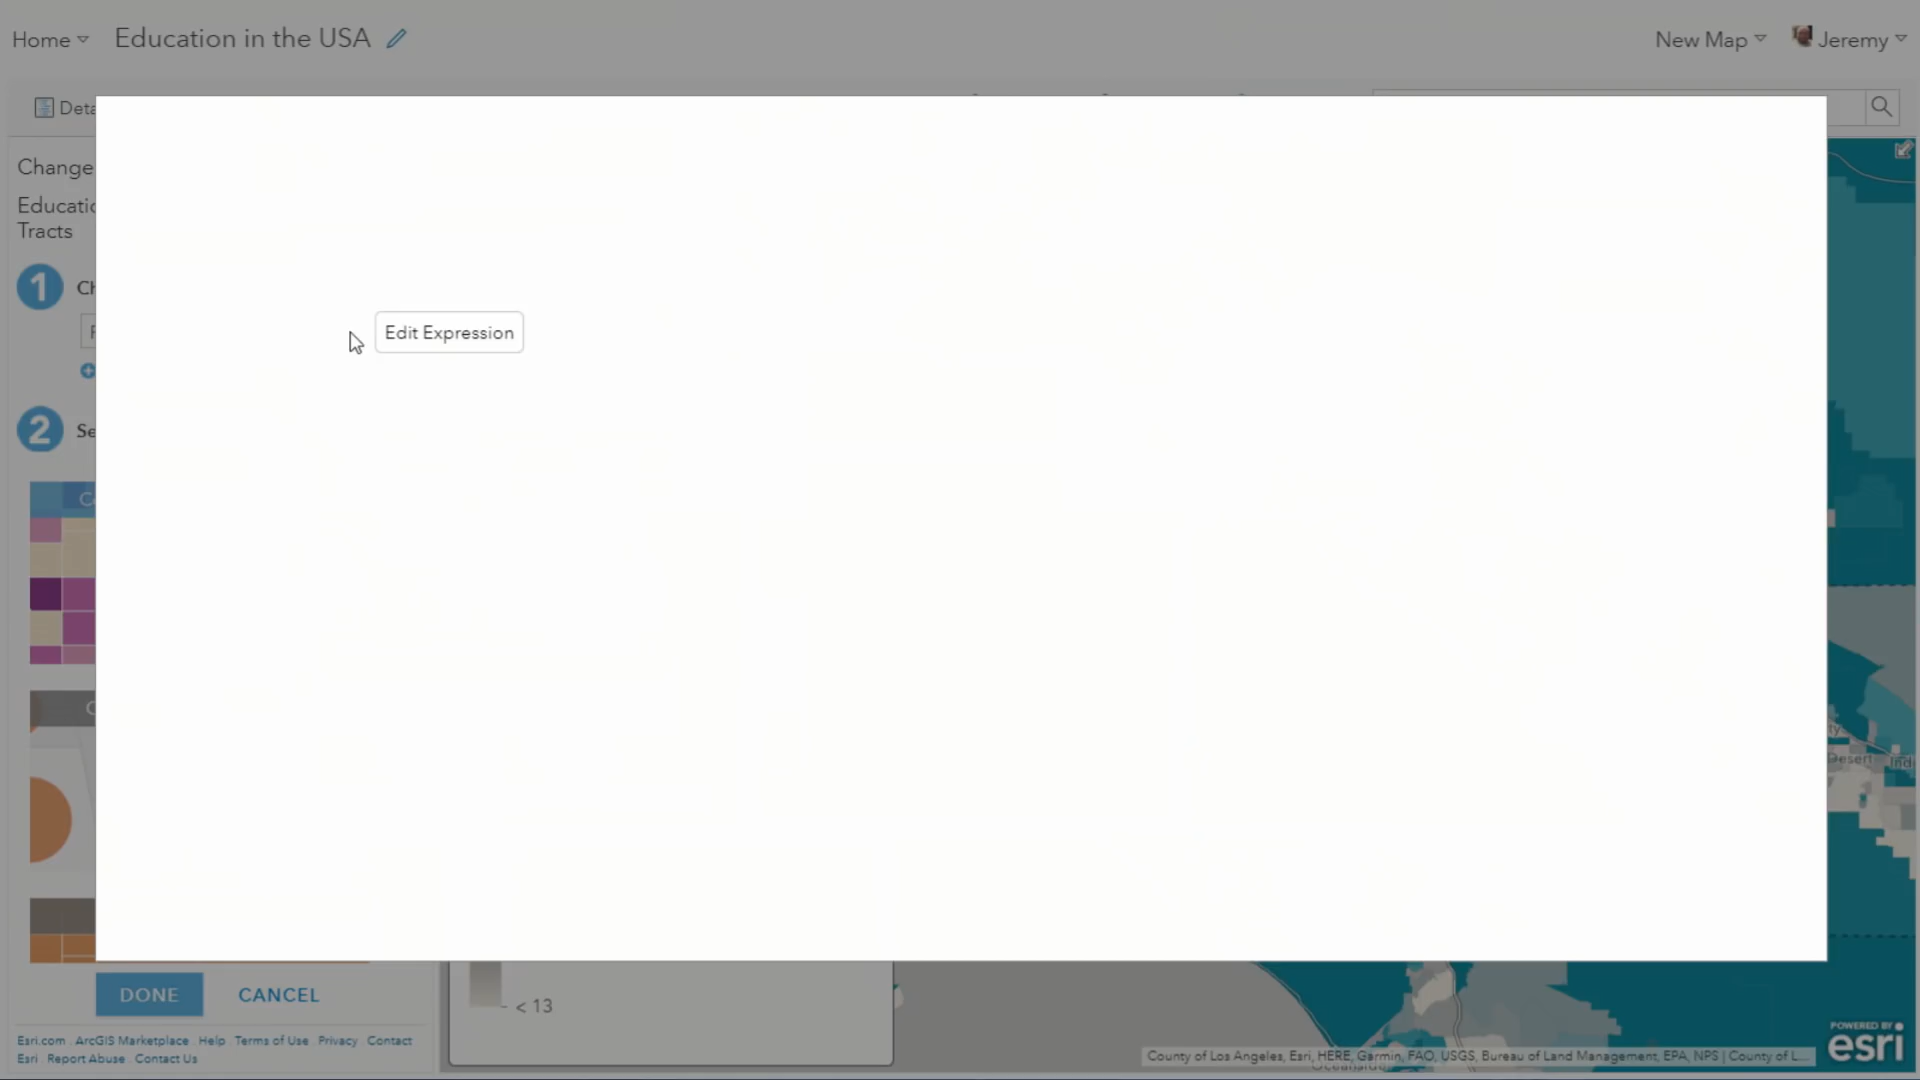 Home
Education in the USA
New Map
Jeremy
Deta
Change
Educatio
Tracts
1
Ch
Edit Expression
2
Se
DONE
CANCEL
< 13
Esri.com . ArcGIS Marketplace . Help . Terms of Use . Privacy . Contact
Esri . Report Abuse . Contact Us
Desert
Indi
POWERED BY
esri
County of Los Angeles, Esri, HERE, Garmin, FAO, USGS, Bureau of Land Management, EPA, NPS | County of L...